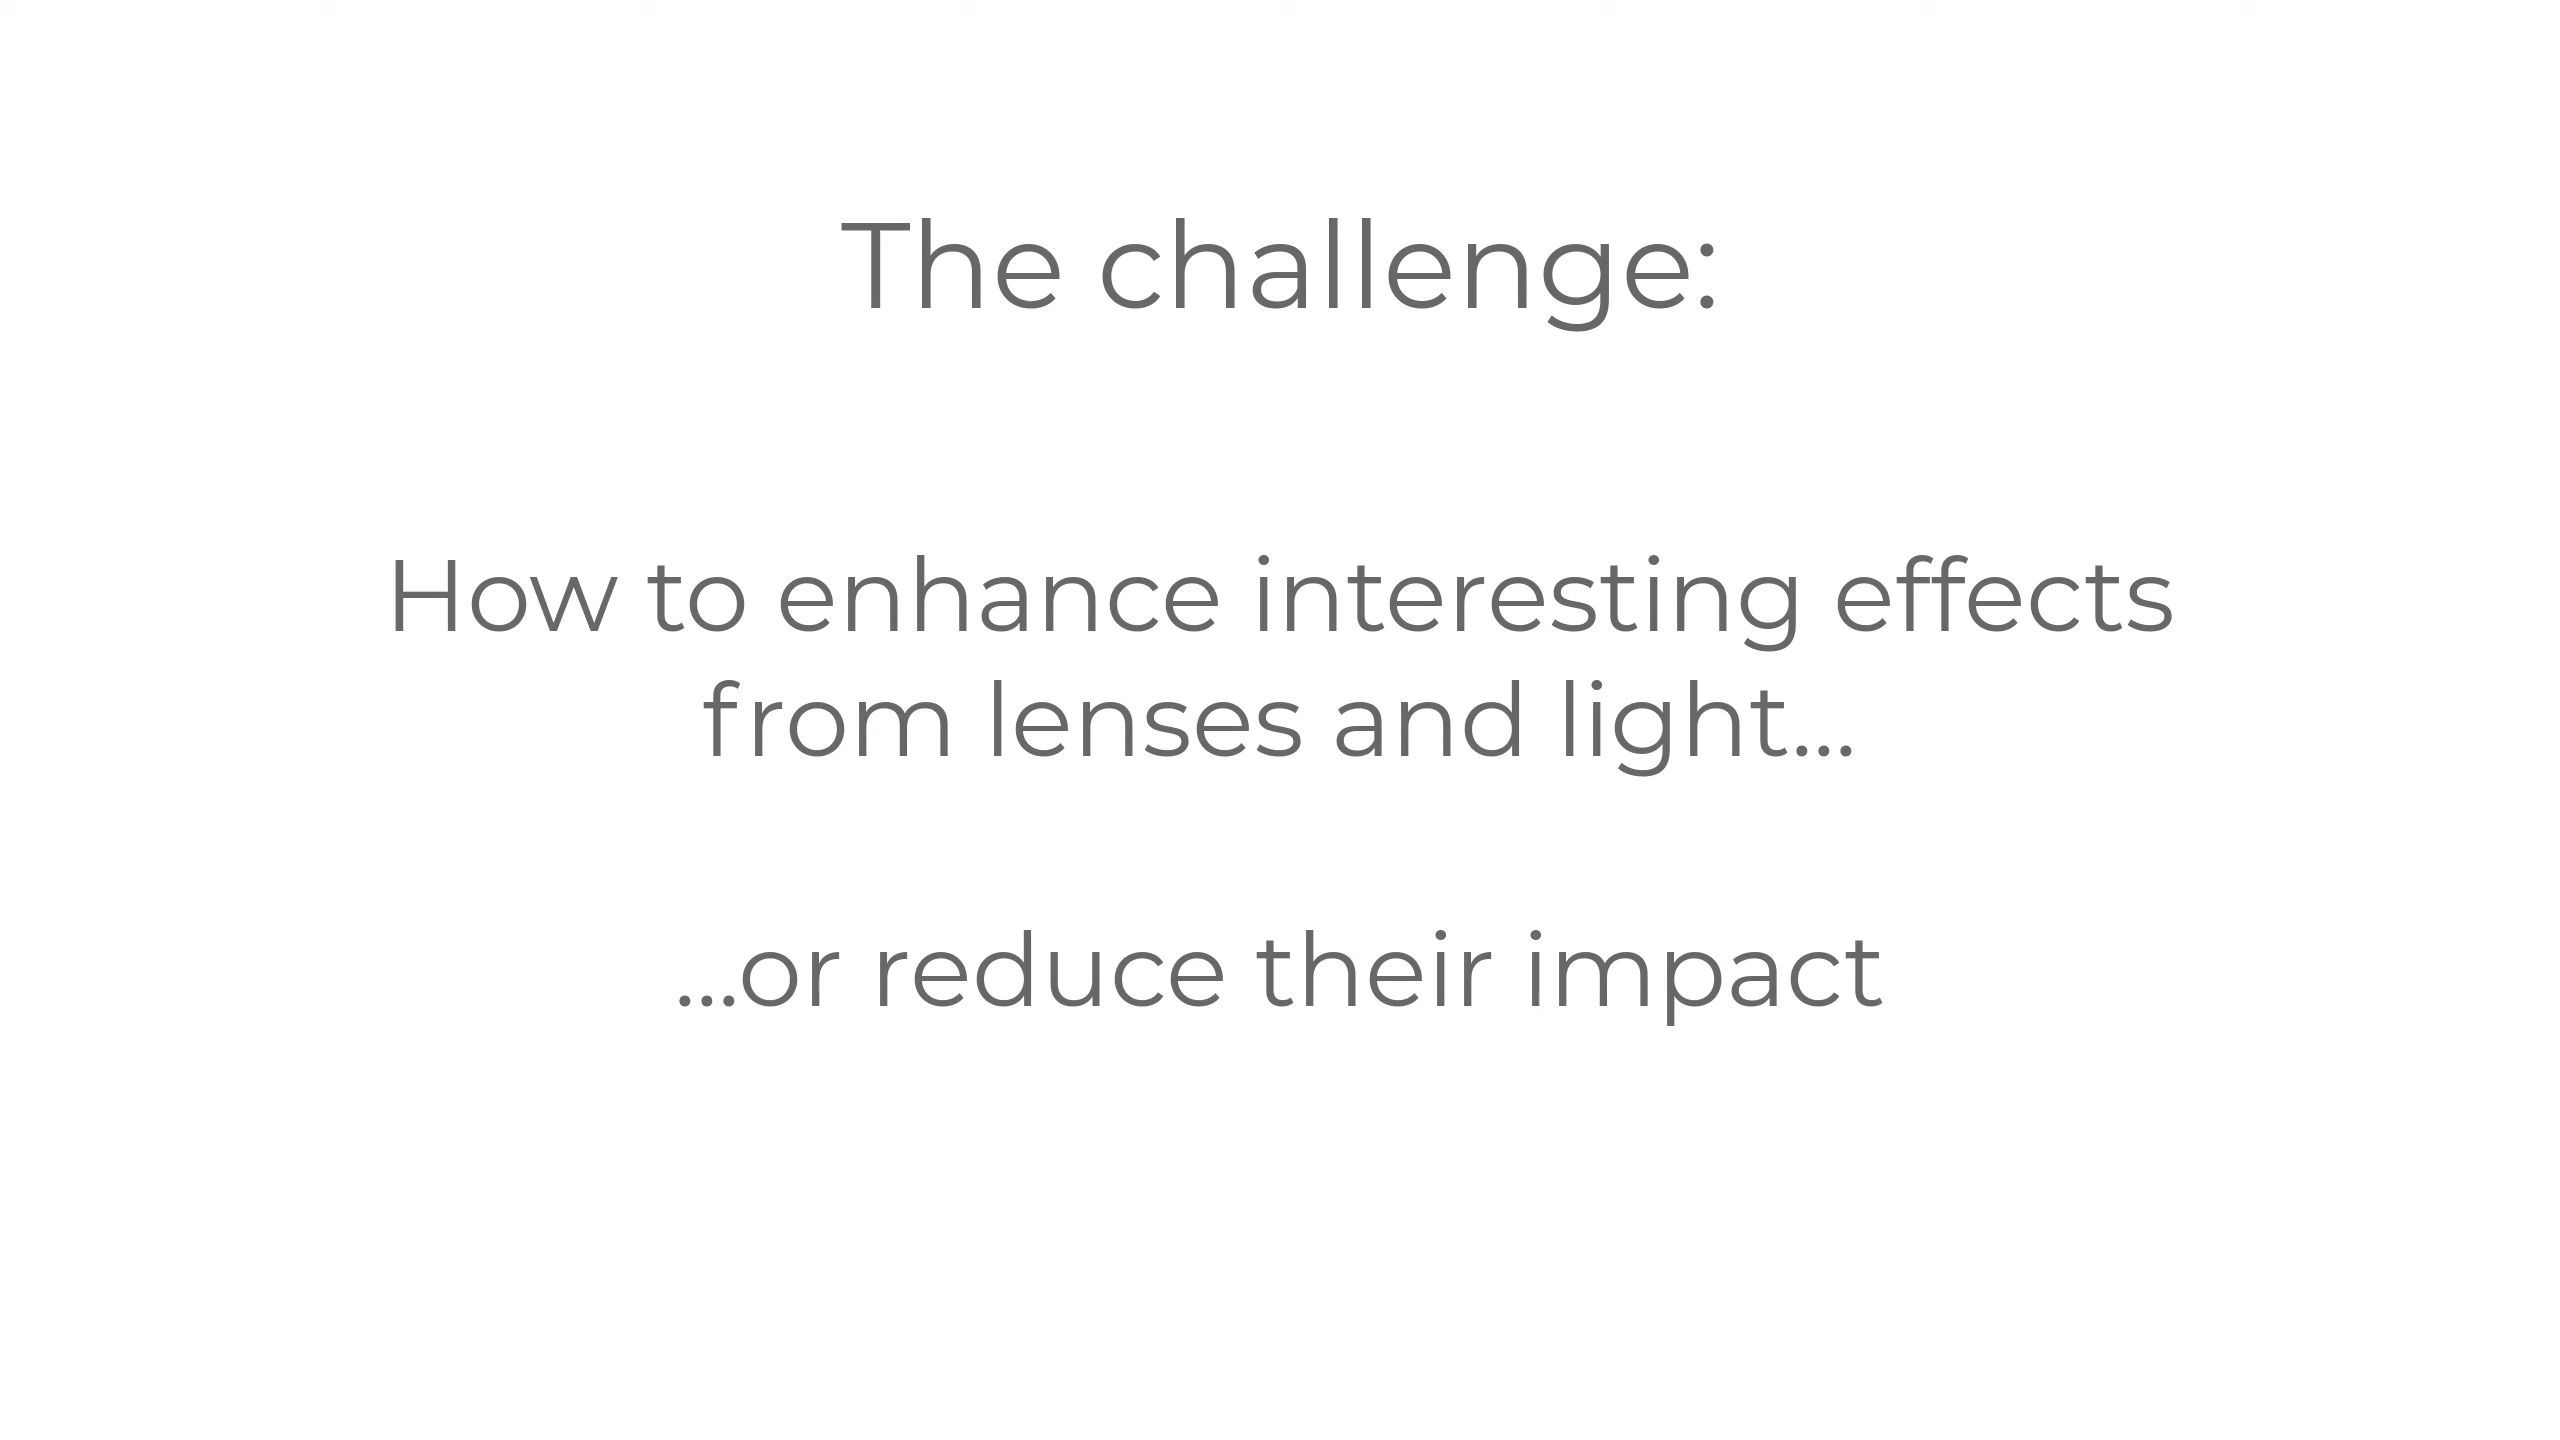 The challenge:
How to enhance interesting effects
from lenses and light...
...or reduce their impact